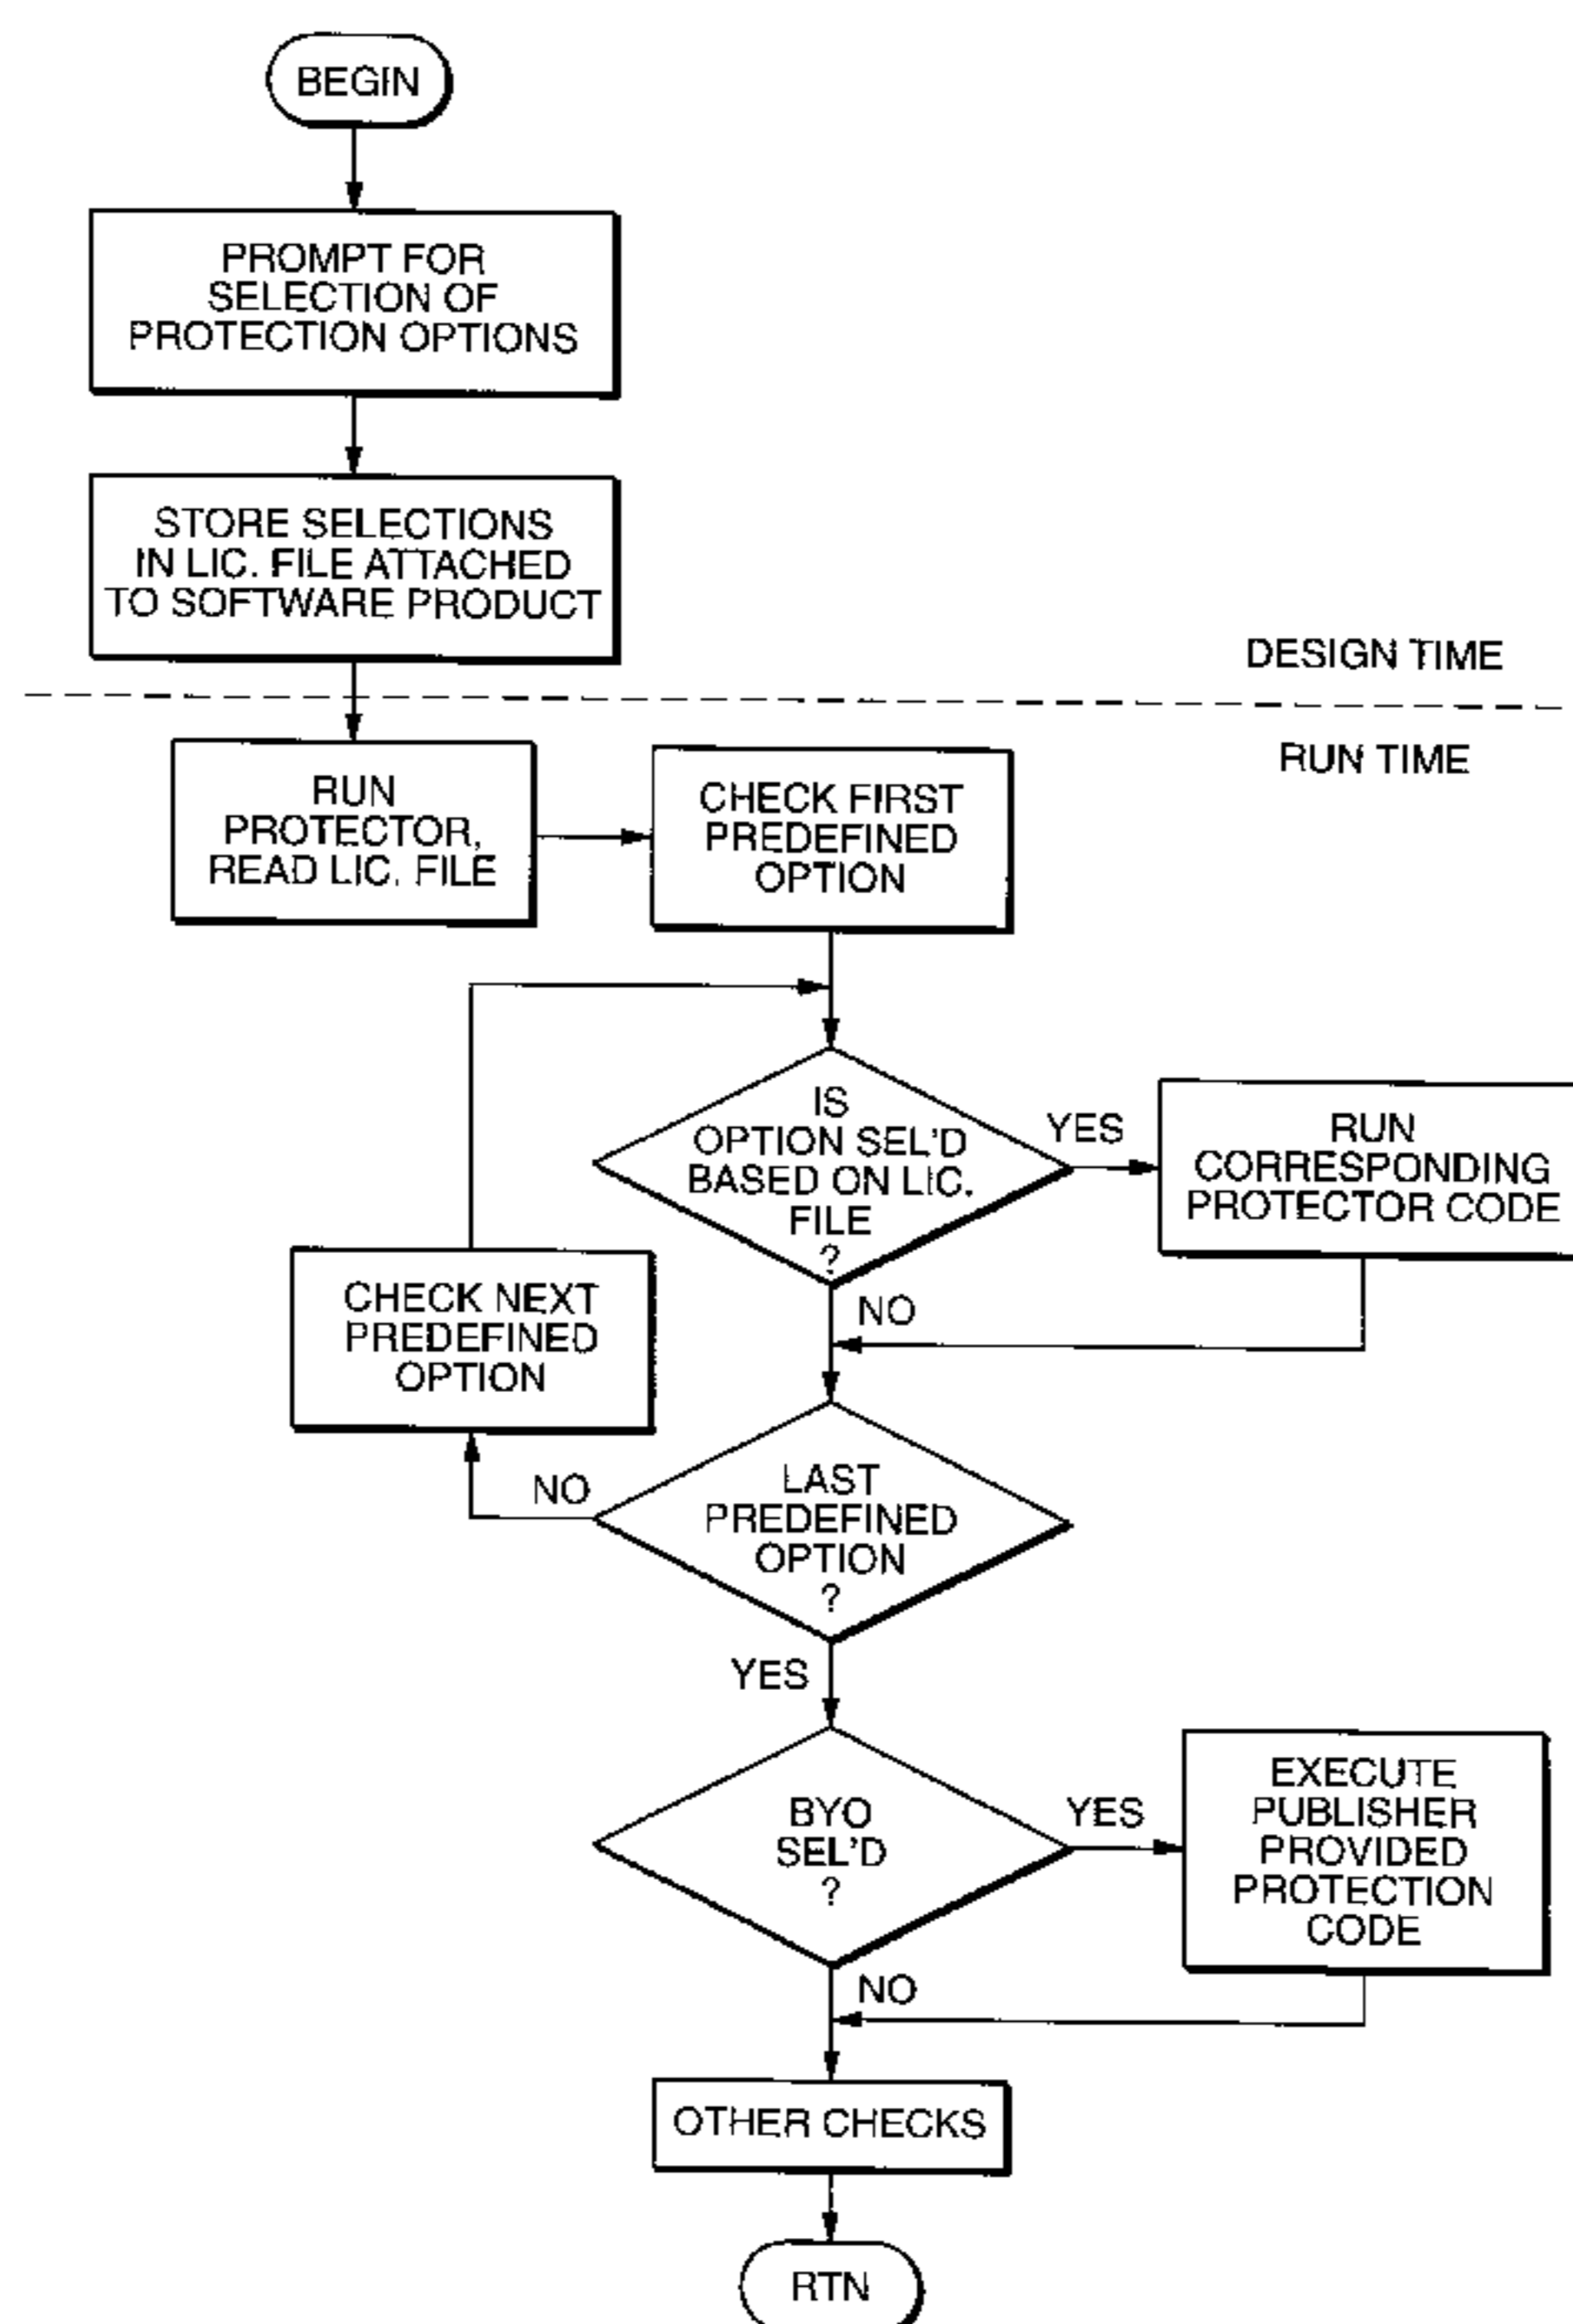 BEGIN
PROMPT FOR
SELECTION OF
PROTECTION OPTIONS
STORE SELECTIONS
IN LIC. FILE ATTACHED
TO SOFTWARE PRODUCT
DESIGN TIME
RUN TIME
RUN
PROTECTOR,
READ LIC. FILE
CHECK FIRST
PREDEFINED
OPTION
IS
OPTION SEL'D
BASED ON LIC.
FILE
?
YES
RUN
CORRESPONDING
PROTECTOR CODE
NO
CHECK NEXT
PREDEFINED
OPTION
NO
LAST
PREDEFINED
OPTION
?
YES
BYO
SEL'D
?
YES
EXECUTE
PUBLISHER
PROVIDED
PROTECTION
CODE
NO
OTHER CHECKS
RTN